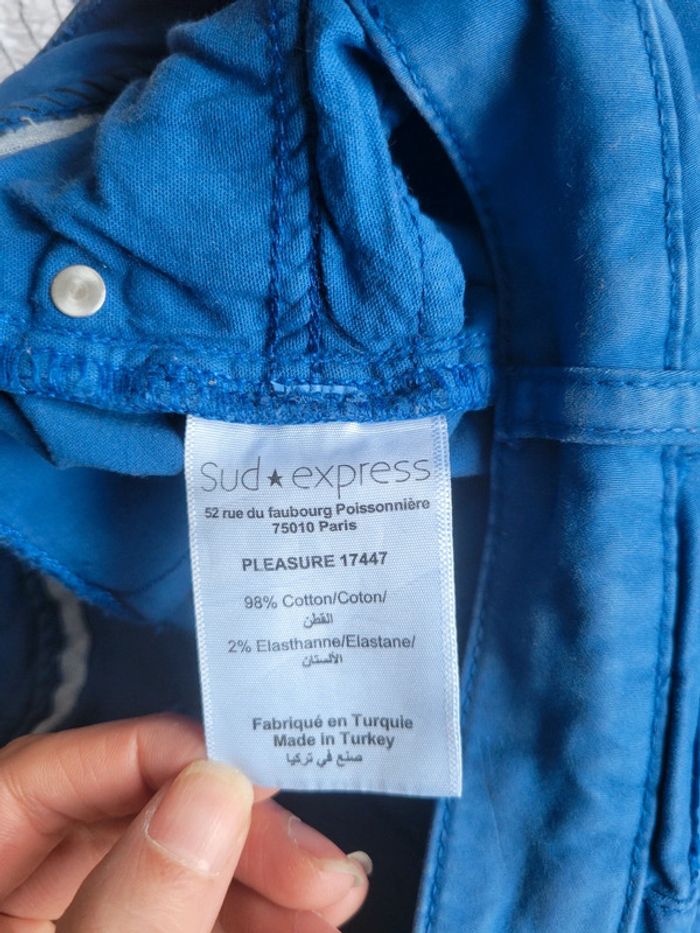 Sud★express
52 rue du faubourg Poissonnière
75010 Paris
PLEASURE 17447
98% Cotton/Coton/
القطن
2% Elasthanne/Elastane/
الألستان
Fabriqué en Turquie
Made in Turkey
صنع في تركيا